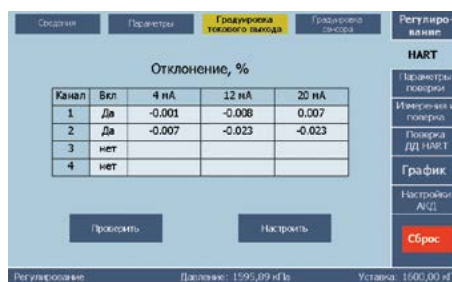 Сведения Параметры Градуировка токового выхода Градуировка сенсора Регулиро-
вание
HART
Отклонение, %
Параметры
поверки
Канал Вкл 4 мА 12 мА 20 мА
1 Да -0.001 -0.008 0.007
Измерения и
поверка
2 Да -0.007 -0.023 -0.023
3 нет
4 нет
Поверка
ДД HART
График
Настройки
АКД
Проверить Настроить
Сброс
Регулирование Давление: 1595,89 кПа Уставка: 1600,00 кП